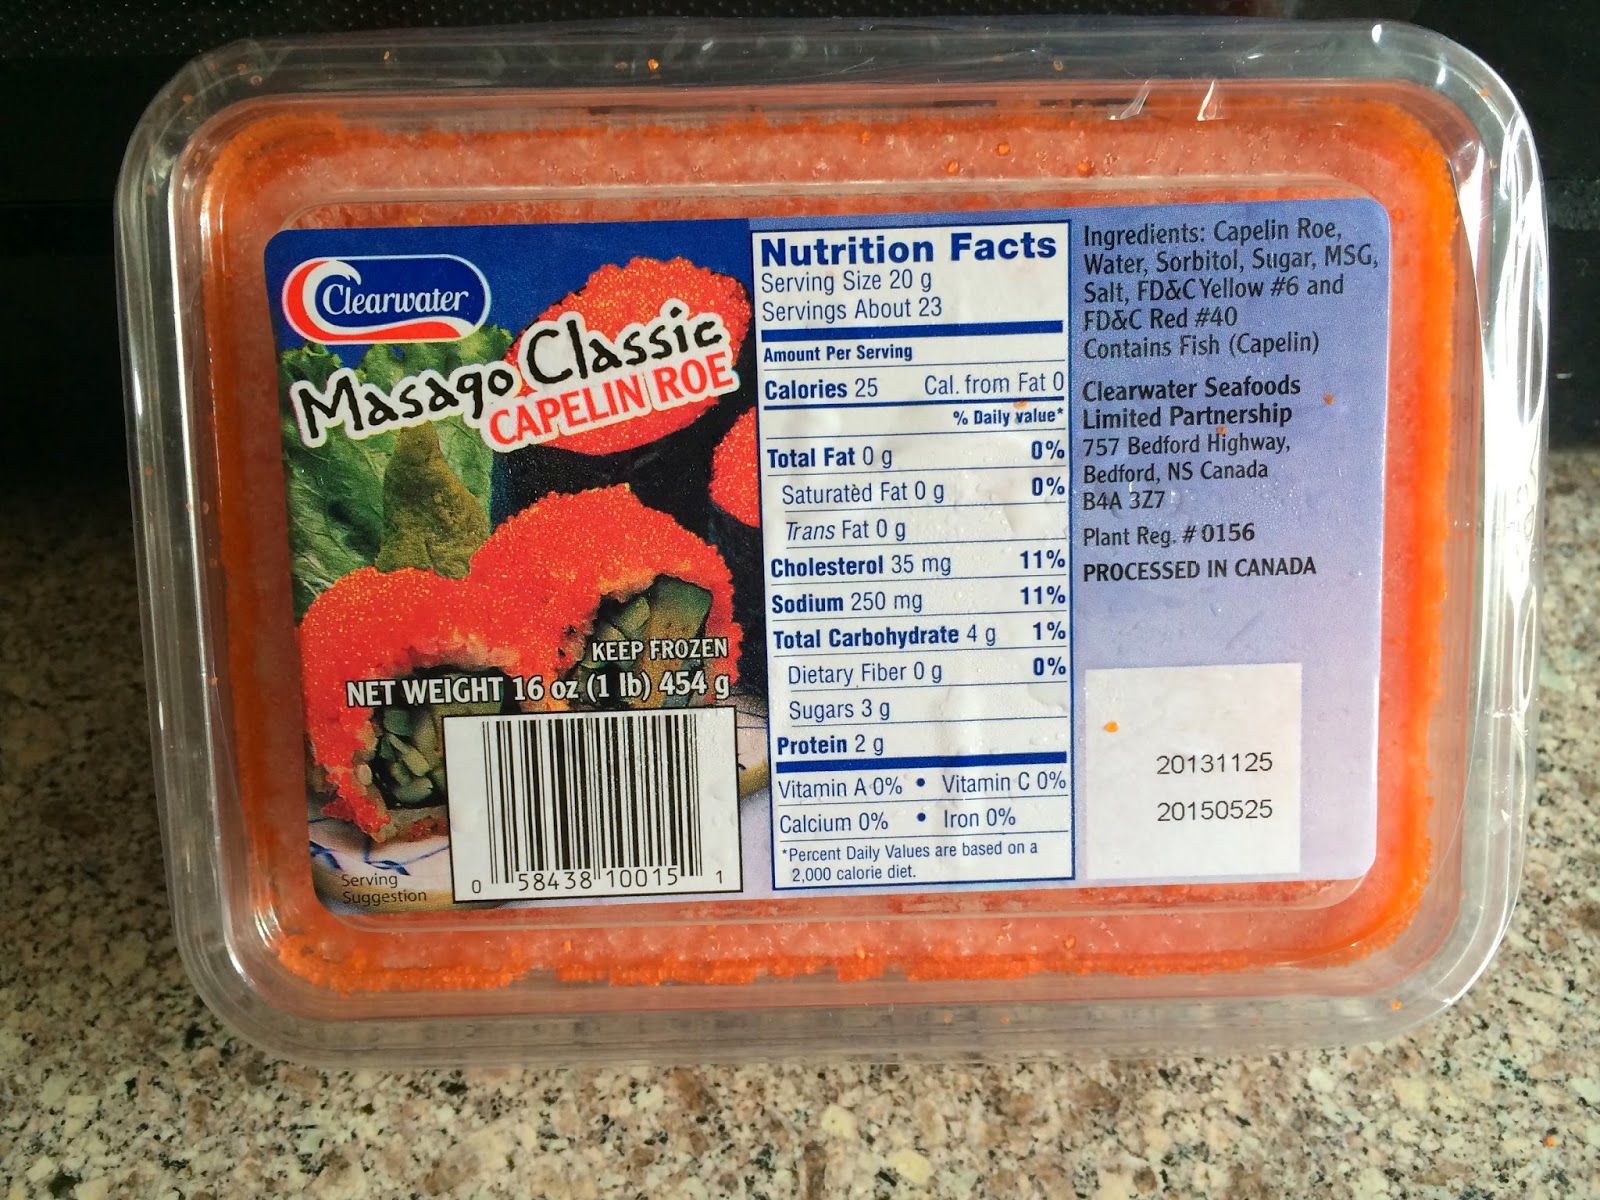 Clearwater
Masago Classic
CAPELIN ROE
KEEP FROZEN
NET WEIGHT 16 oz (1 lb) 454 g
0 58438 10015 1
Serving
Suggestion
Nutrition Facts
Serving Size 20 g
Servings About 23
Amount Per Serving
Calories 25 Cal. from Fat 0
% Daily value*
Total Fat 0 g 0%
Saturated Fat 0 g 0%
Trans Fat 0 g
Cholesterol 35 mg 11%
Sodium 250 mg 11%
Total Carbohydrate 4 g 1%
Dietary Fiber 0 g 0%
Sugars 3 g
Protein 2 g
Vitamin A 0% • Vitamin C 0%
Calcium 0% • Iron 0%
*Percent Daily Values are based on a
2,000 calorie diet.
Ingredients: Capelin Roe,
Water, Sorbitol, Sugar, MSG,
Salt, FD&C Yellow #6 and
FD&C Red #40
Contains Fish (Capelin)
Clearwater Seafoods
Limited Partnership
757 Bedford Highway,
Bedford, NS Canada
B4A 3Z7
Plant Reg. # 0156
PROCESSED IN CANADA
20131125
20150525